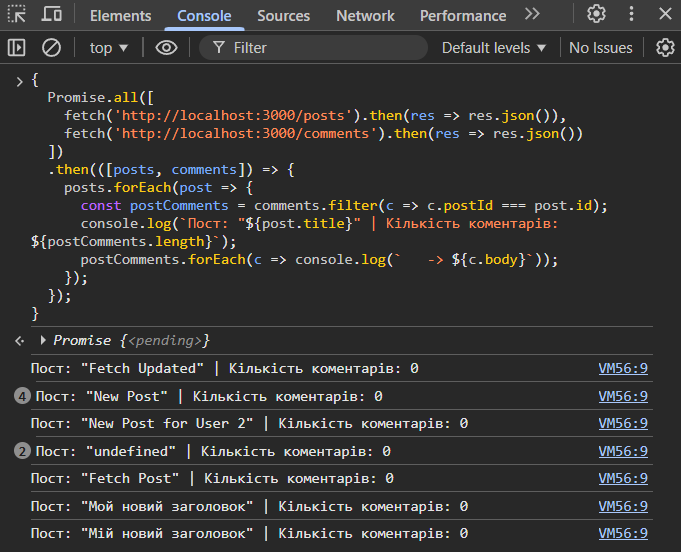 Elements Console Sources Network Performance
top Filter Default levels No Issues
{
  Promise.all([
    fetch('http://localhost:3000/posts').then(res => res.json()),
    fetch('http://localhost:3000/comments').then(res => res.json())
  ])
  .then(([posts, comments]) => {
    posts.forEach(post => {
      const postComments = comments.filter(c => c.postId === post.id);
      console.log(`Пост: "${post.title}" | Кількість коментарів:
${postComments.length}`);
      postComments.forEach(c => console.log(`   -> ${c.body}`));
    });
  });
}
Promise {<pending>}
Пост: "Fetch Updated" | Кількість коментарів: 0 VM56:9
4 Пост: "New Post" | Кількість коментарів: 0 VM56:9
Пост: "New Post for User 2" | Кількість коментарів: 0 VM56:9
2 Пост: "undefined" | Кількість коментарів: 0 VM56:9
Пост: "Fetch Post" | Кількість коментарів: 0 VM56:9
Пост: "Мой новий заголовок" | Кількість коментарів: 0 VM56:9
Пост: "Мій новий заголовок" | Кількість коментарів: 0 VM56:9